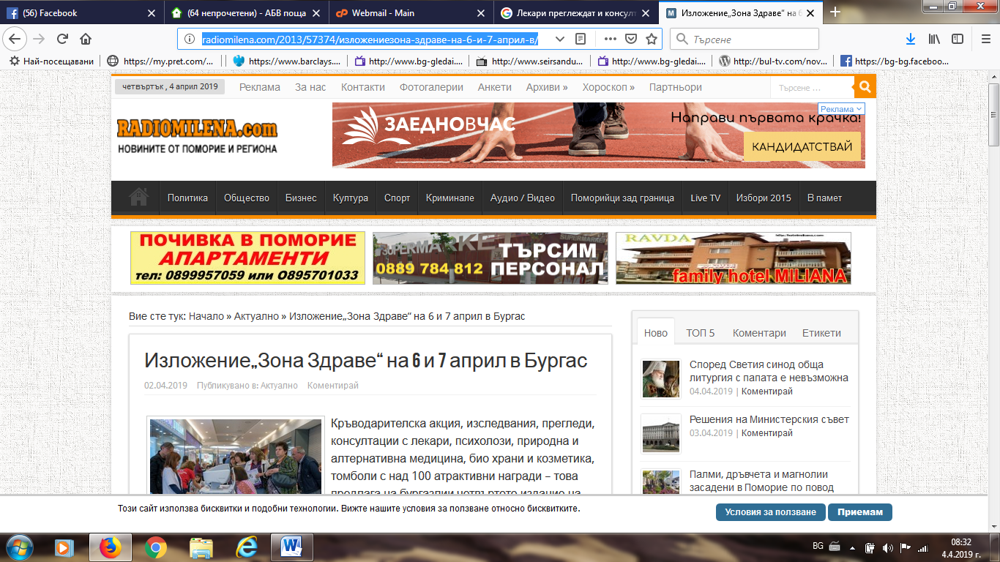 (56) Facebook
(64 непрочетени) - АБВ поща
Webmail - Main
Лекари преглеждат и консулт
Изложение„Зона Здраве“ на 6
radiomilena.com/2013/57374/изложениезона-здраве-на-6-и-7-април-в/
Търсене
Най-посещавани
https://my.pret.com/...
https://www.barclays....
http://www.bg-gledai....
http://www.seirsandu...
http://www.bg-gledai....
http://bul-tv.com/nov...
https://bg-bg.faceboo...
четвъртък , 4 април 2019
Реклама
За нас
Контакти
Фотогалерии
Анкети
Архиви »
Хороскоп »
Партньори
Търсене ...
RADIOMILENA.com
НОВИНИТЕ ОТ ПОМОРИЕ И РЕГИОНА
ЗАЕДНОВЧАС
Реклама
Направи първата крачка!
КАНДИДАТСТВАЙ
Политика
Общество
Бизнес
Култура
Спорт
Криминале
Аудио / Видео
Поморийци зад граница
Live TV
Избори 2015
В памет
ПОЧИВКА В ПОМОРИЕ
АПАРТАМЕНТИ
тел: 0899957059 или О895701033
SUPERMARKET
SUPERMARKET
ТЪРСИМ
0889 784 812 ПЕРСОНАЛ
RAVDA
family hotel MILIANA
Вие сте тук: Начало » Актуално » Изложение„Зона Здраве“ на 6 и 7 април в Бургас
Изложение„Зона Здраве“ на 6 и 7 април в Бургас
02.04.2019 Публикувано в: Актуално Коментирай
Кръводарителска акция, изследвания, прегледи,
консултации с лекари, психолози, природна и
алтернативна медицина, био храни и козметика,
томболи с над 100 атрактивни награди – това
предлага на бургазлии четвъртото издание на
Ново
ТОП 5
Коментари
Етикети
Според Светия синод обща
литургия с папата е невъзможна
04.04.2019 | Коментирай
Решения на Министерския съвет
03.04.2019 | Коментирай
Палми, дръвчета и магнолии
засадени в Поморие по повод
Този сайт използва бисквитки и подобни технологии. Вижте нашите условия за ползване относно бисквитките.
Условия за ползване
Приемам
BG
08:32
4.4.2019 г.